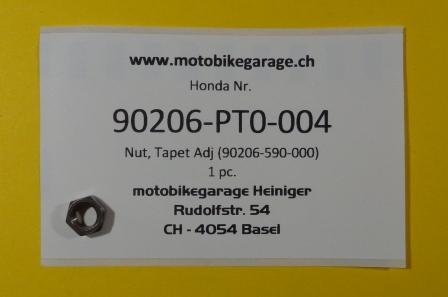 www.motobikegarage.ch
Honda Nr.
90206-PT0-004
Nut, Tapet Adj (90206-590-000)
1 pc.
motobikegarage Heiniger
Rudolfstr. 54
CH - 4054 Basel